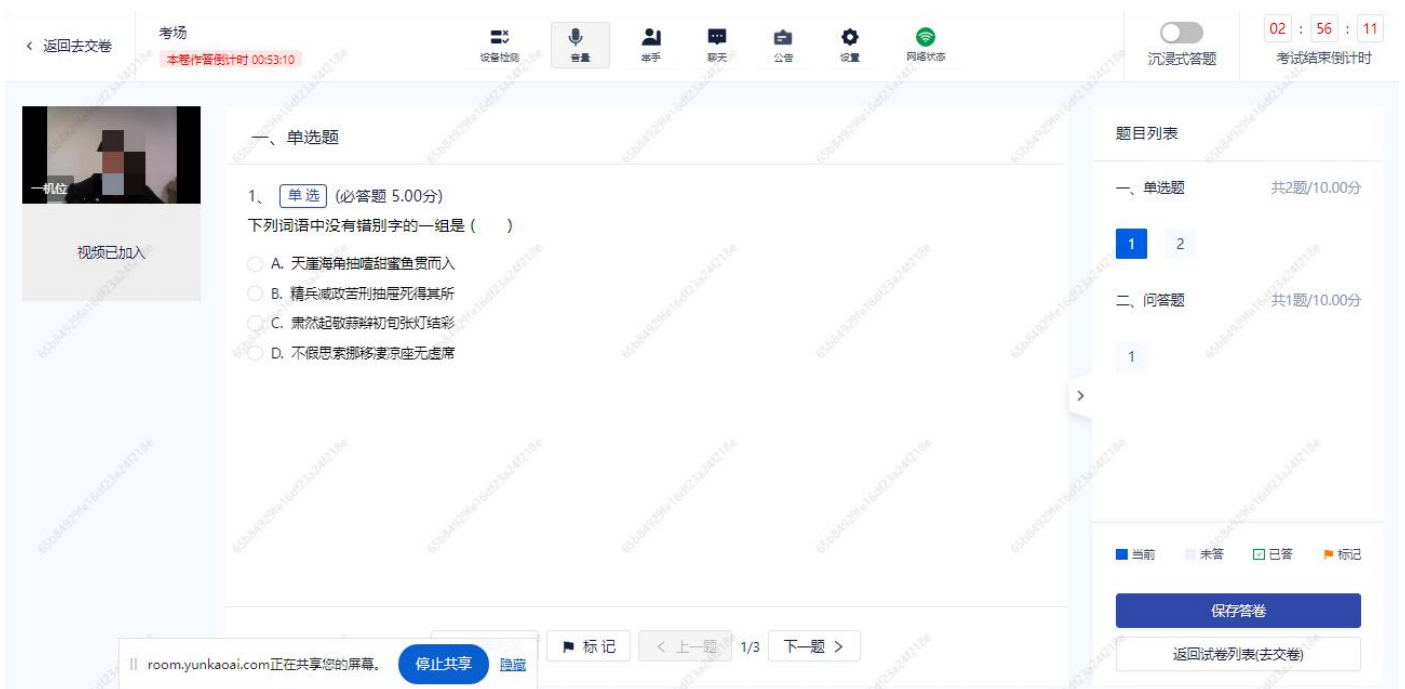 返回去交卷
考场
本卷作答倒计时 00:53:10
设备检测
音量
举手
聊天
公告
设置
网络状态
沉浸式答题
02 : 56 : 11
考试结束倒计时
一机位
视频已加入
一、单选题
1、 单选 (必答题 5.00分)
下列词语中没有错别字的一组是 ( )
A. 天崖海角抽噎甜蜜鱼贯而入
B. 精兵减政苦刑抽屉死得其所
C. 肃然起敬蒜辫初旬张灯结彩
D. 不假思索挪移凄凉座无虚席
标记
< 上一题 1/3 下一题 >
room.yunkaoai.com正在共享您的屏幕。 停止共享 隐藏
题目列表
一、单选题 共2题/10.00分
1 2
二、问答题 共1题/10.00分
1
当前 未答 已答 标记
保存答卷
返回试卷列表(去交卷)